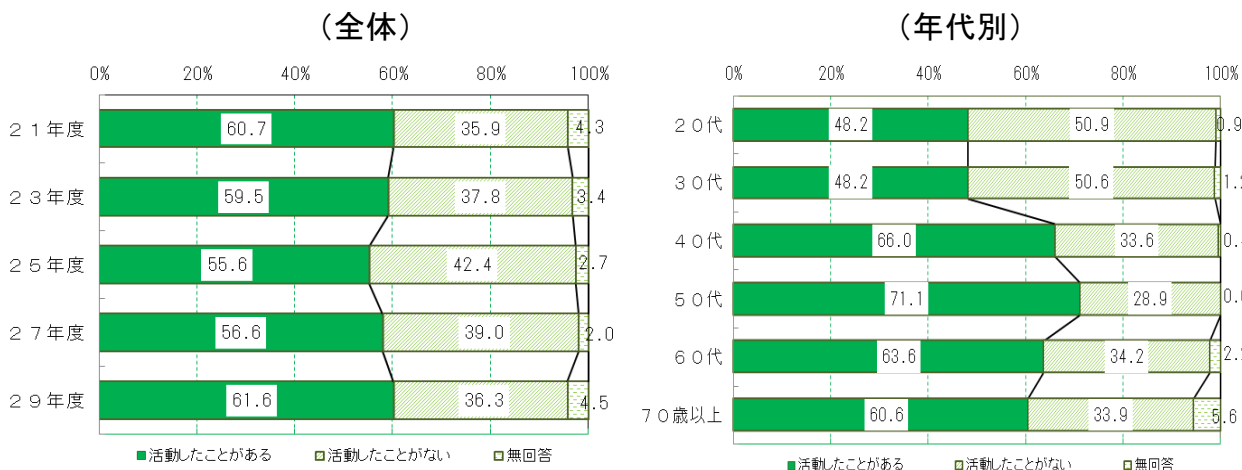 （全体）
0% 20% 40% 60% 80% 100%
２１年度 60.7 35.9 4.3
２３年度 59.5 37.8 3.4
２５年度 55.6 42.4 2.7
２７年度 56.6 39.0 2.0
２９年度 61.6 36.3 4.5
活動したことがある 活動したことがない 無回答
（年代別）
0% 20% 40% 60% 80% 100%
２０代 48.2 50.9 0.9
３０代 48.2 50.6
４０代 66.0 33.6
５０代 71.1 28.9
６０代 63.6 34.2
７０歳以上 60.6 33.9 5.6
活動したことがある 活動したことがない 無回答